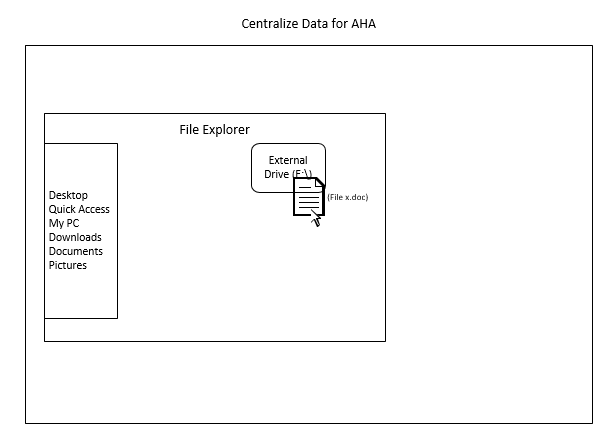 Centralize Data for AHA
File Explorer
External
Drive (E:\)
(File x.doc)
Desktop
Quick Access
My PC
Downloads
Documents
Pictures